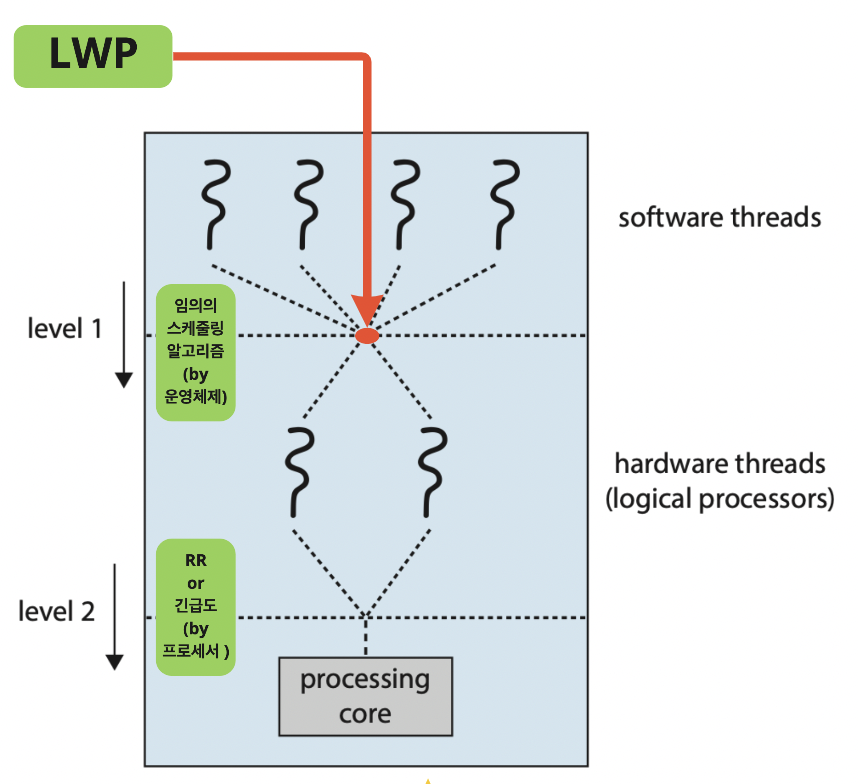 LWP
software threads
level 1
임의의
스케줄링
알고리즘
(by
운영체제)
hardware threads
(logical processors)
level 2
RR
or
긴급도
(by
프로세서 )
processing
core